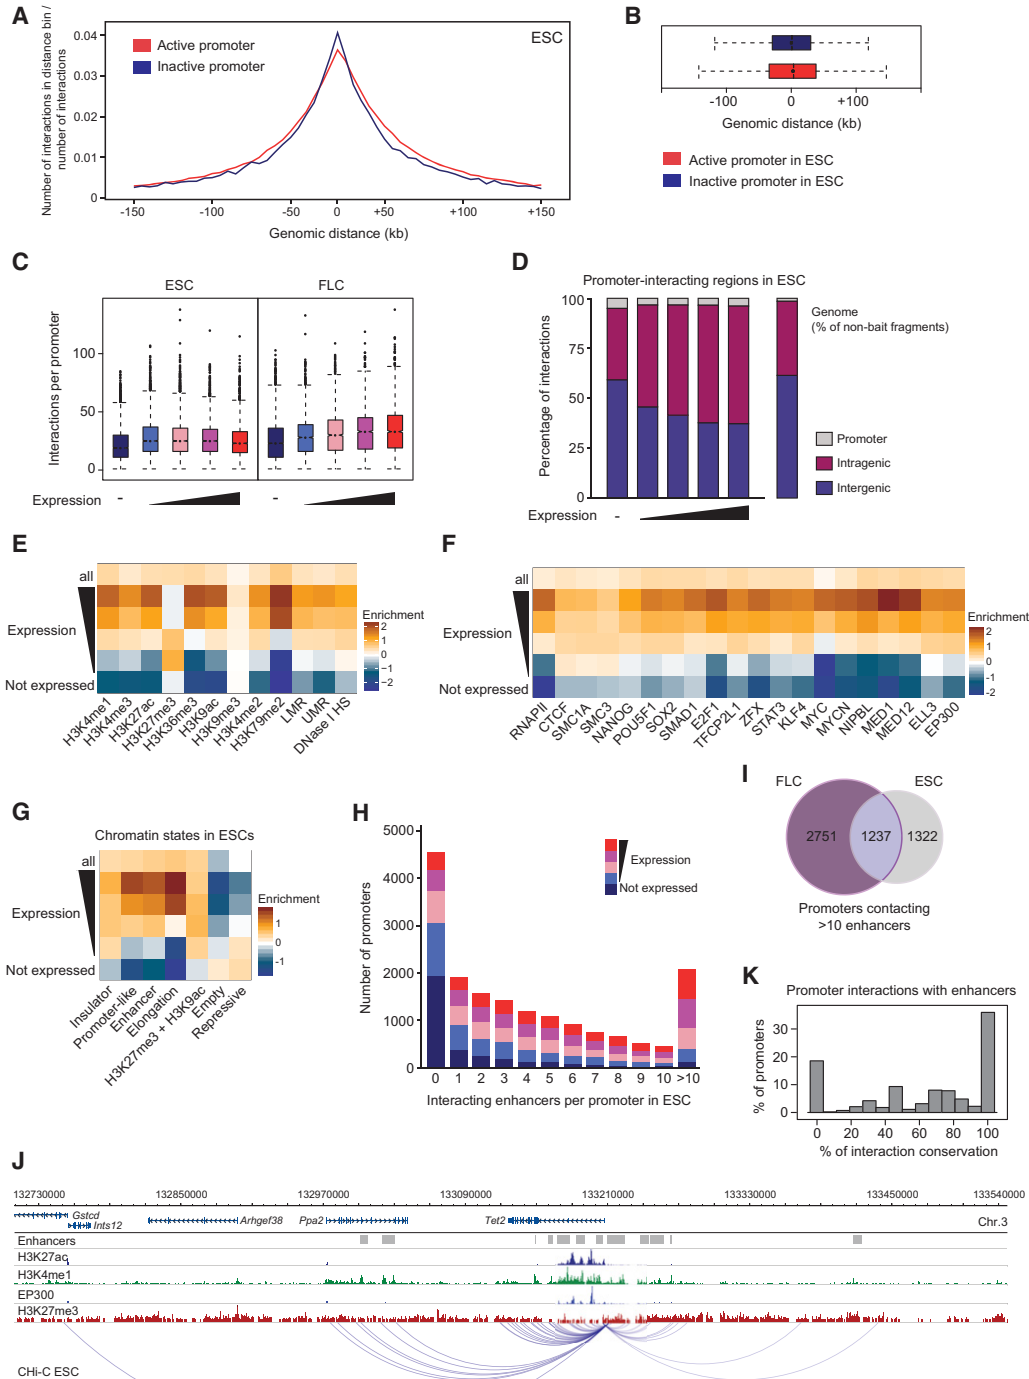 A
Number of interactions in distance bin /
number of interactions
0.04
0.03
0.02
0.01
0
Active promoter
Inactive promoter
ESC
-150
-100
-50
0
+50
+100
+150
Genomic distance (kb)
B
-100
0
+100
Genomic distance (kb)
Active promoter in ESC
Inactive promoter in ESC
C
ESC
FLC
Interactions per promoter
100
50
0
Expression
-
-
D
Promoter-interacting regions in ESC
Percentage of interactions
100
75
50
25
0
Genome
(% of non-bait fragments)
Promoter
Intragenic
Intergenic
Expression
-
E
all
Expression
Not expressed
Enrichment
2
1
0
−1
−2
H3K4me1
H3K4me3
H3K27ac
H3K27me3
H3K36me3
H3K9ac
H3K9me3
H3K4me2
H3K79me2
LMR
UMR
DNase I HS
F
all
Expression
Not expressed
Enrichment
2
1
0
-1
-2
RNAPII
CTCF
SMC1A
SMC3
NANOG
POU5F1
SOX2
SMAD1
E2F1
TFCP2L1
ZFX
STAT3
KLF4
MYC
MYCN
NIPBL
MED1
MED12
ELL3
EP300
G
Chromatin states in ESCs
all
Expression
Not expressed
Enrichment
1
0
-1
Insulator
Promoter-like
Enhancer
Elongation
H3K27me3 + H3K9ac
Empty
Repressive
H
Number of promoters
5000
4000
3000
2000
1000
0
Expression
Not expressed
0 1 2 3 4 5 6 7 8 9 10 >10
Interacting enhancers per promoter in ESC
I
FLC
ESC
2751
1237
1322
Promoters contacting
>10 enhancers
K
Promoter interactions with enhancers
% of promoters
30
20
10
0
0 20 40 60 80 100
% of interaction conservation
J
132730000 132850000 132970000 133090000 133210000 133330000 133450000 133540000
Gstcd
Ints12
Arhgef38
Ppa2
Tet2
Chr.3
Enhancers
H3K27ac
H3K4me1
EP300
H3K27me3
CHi-C ESC